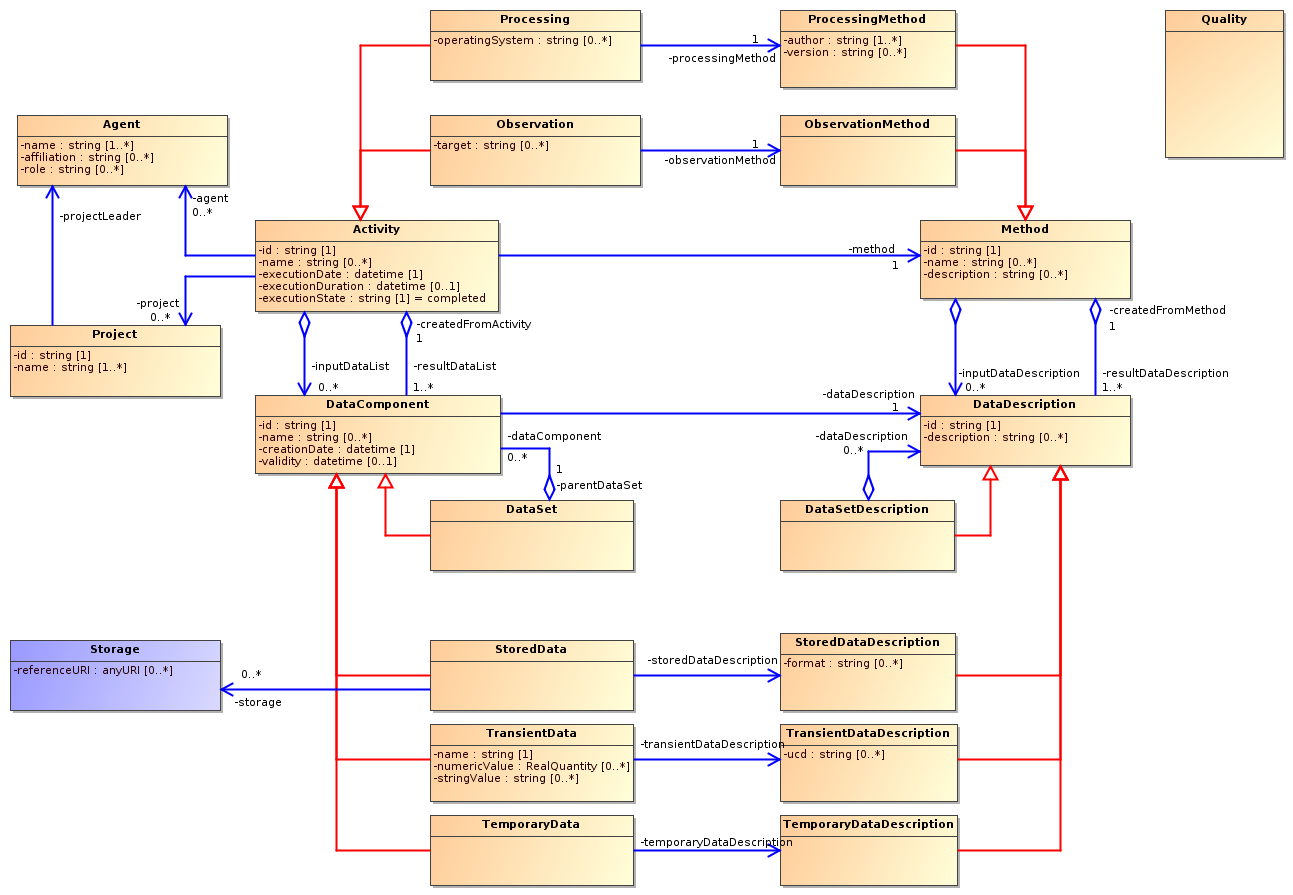 Processing
-operatingSystem : string [0..*]
1
-processingMethod
ProcessingMethod
-author : string [1..*]
-version : string [0..*]
Quality
Agent
-name : string [1..*]
-affiliation : string [0..*]
-role : string [0..*]
Observation
-target : string [0..*]
1
-observationMethod
ObservationMethod
-projectLeader
-agent
0..*
Activity
-id : string [1]
-name : string [0..*]
-executionDate : datetime [1]
-executionDuration : datetime [0..1]
-executionState : string [1] = completed
-method
1
Method
-id : string [1]
-name : string [0..*]
-description : string [0..*]
-project
0..*
Project
-id : string [1]
-name : string [1..*]
-createdFromActivity
1
-inputDataList
0..*
-resultDataList
1..*
-createdFromMethod
1
-inputDataDescription
0..*
-resultDataDescription
1..*
DataComponent
-id : string [1]
-name : string [0..*]
-creationDate : datetime [1]
-validity : datetime [0..1]
-dataDescription
1
DataDescription
-id : string [1]
-description : string [0..*]
-dataComponent
0..*
1
-parentDataSet
-dataDescription
0..*
DataSet
DataSetDescription
Storage
-referenceURI : anyURI [0..*]
0..*
-storage
StoredData
-storedDataDescription
StoredDataDescription
-format : string [0..*]
TransientData
-name : string [1]
-numericValue : RealQuantity [0..*]
-stringValue : string [0..*]
-transientDataDescription
TransientDataDescription
-ucd : string [0..*]
TemporaryData
-temporaryDataDescription
TemporaryDataDescription